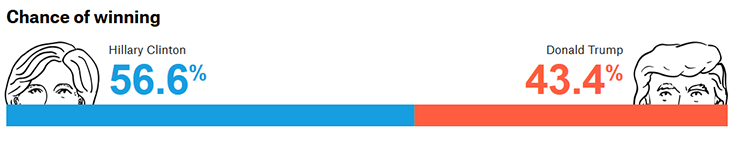 Chance of winning
Hillary Clinton Donald Trump
56.6% 43.4%